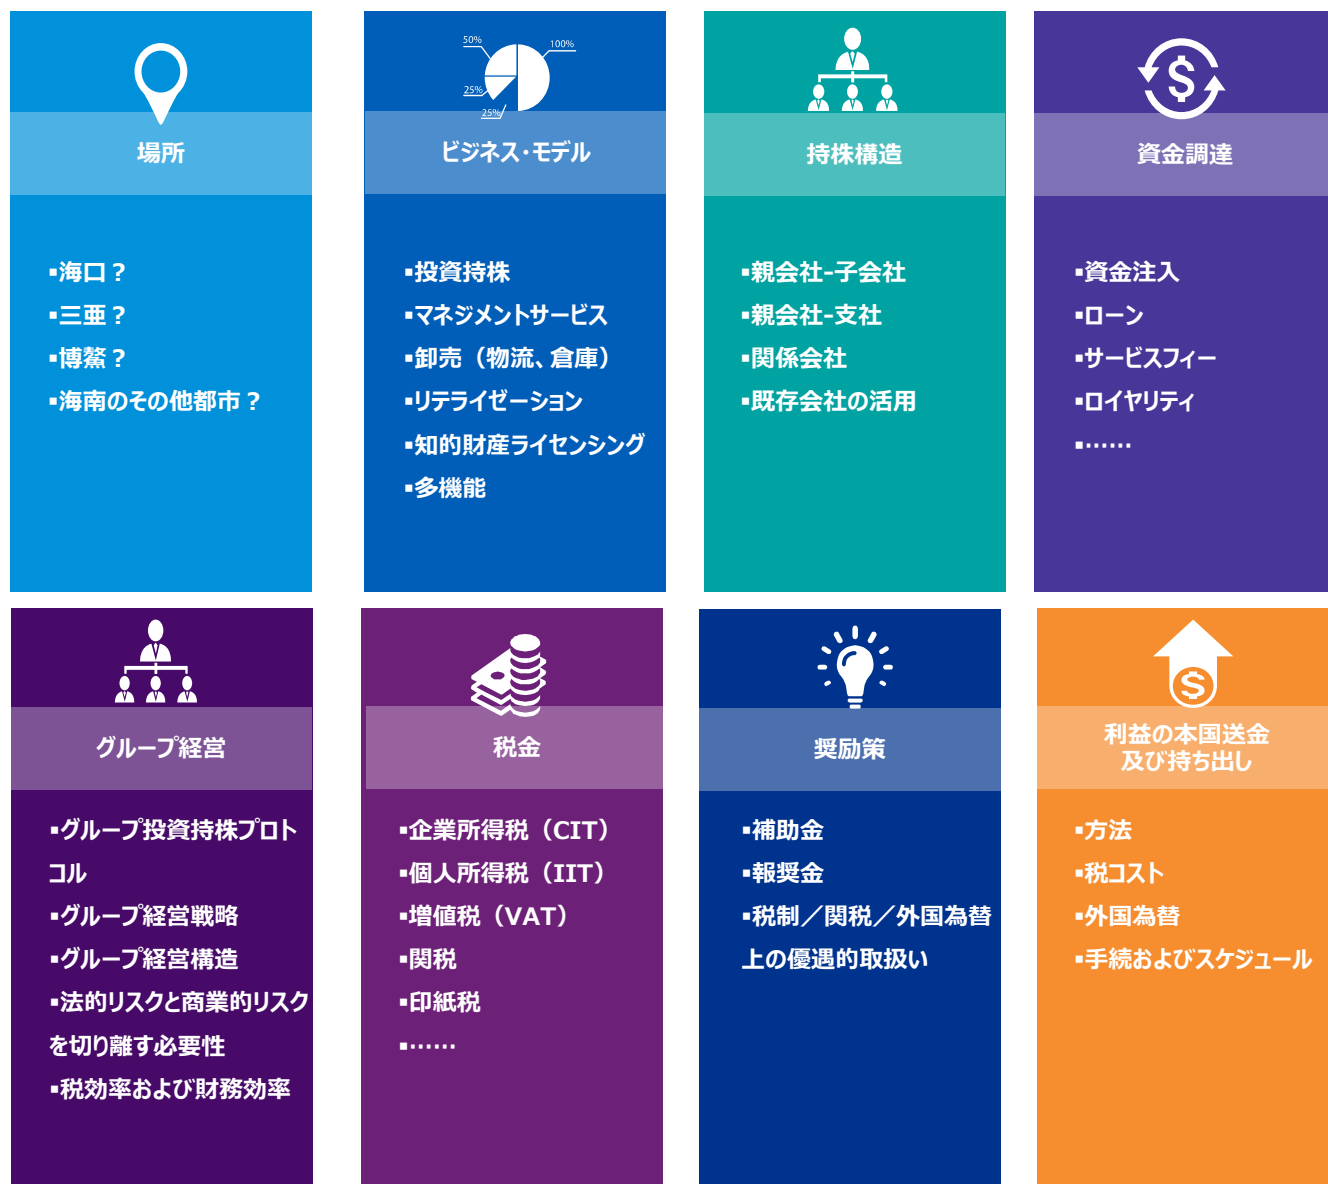 場所
▪海口？
▪三亜？
▪博鰲？
▪海南のその他都市？
50%
100%
25%
25%
ビジネス・モデル
▪投資持株
▪マネジメントサービス
▪卸売（物流、倉庫）
▪リテライゼーション
▪知的財産ライセンシング
▪多機能
持株構造
▪親会社-子会社
▪親会社-支社
▪関係会社
▪既存会社の活用
$
資金調達
▪資金注入
▪ローン
▪サービスフィー
▪ロイヤリティ
▪……
グループ経営
▪グループ投資持株プロト
コル
▪グループ経営戦略
▪グループ経営構造
▪法的リスクと商業的リスク
を切り離す必要性
▪税効率および財務効率
税金
▪企業所得税（CIT）
▪個人所得税（IIT）
▪増値税（VAT）
▪関税
▪印紙税
▪……
奨励策
▪補助金
▪報奨金
▪税制／関税／外国為替
上の優遇的取扱い
$
利益の本国送金
及び持ち出し
▪方法
▪税コスト
▪外国為替
▪手続およびスケジュール